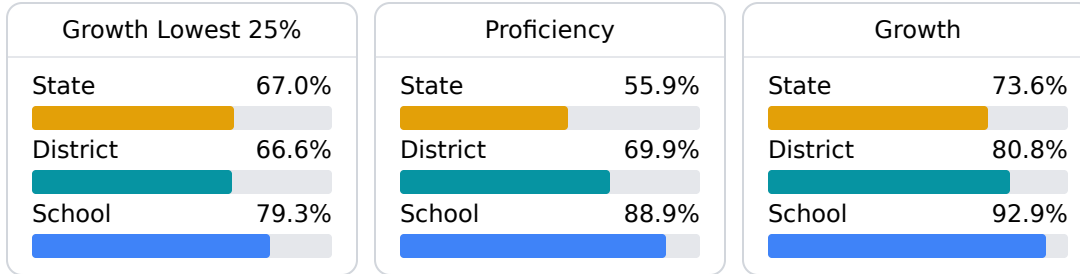 Growth Lowest 25%
State 67.0%
District 66.6%
School 79.3%
Proficiency
State 55.9%
District 69.9%
School 88.9%
Growth
State 73.6%
District 80.8%
School 92.9%